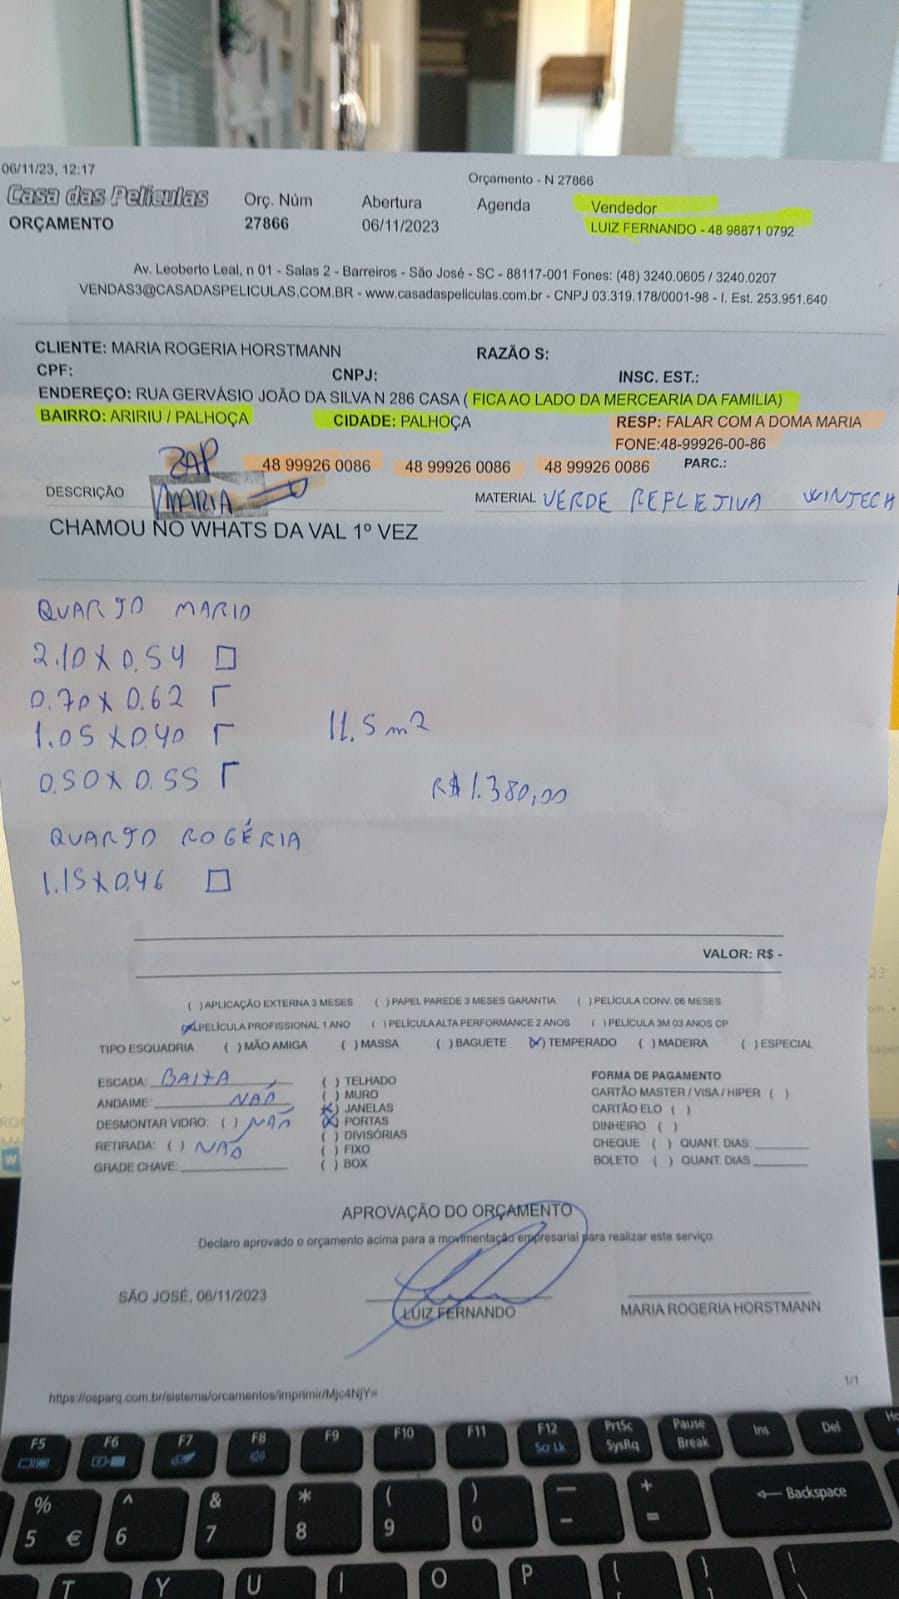 06/11/23, 12:17
Orçamento - N 27866
Casa das Películas
ORÇAMENTO
Orç. Núm
27866
Abertura
06/11/2023
Agenda
Vendedor
LUIZ FERNANDO - 48 98871 0792
Av. Leoberto Leal, n 01 - Salas 2 - Barreiros - São José - SC - 88117-001 Fones: (48) 3240.0605 / 3240.0207
VENDAS3@CASADASPELICULAS.COM.BR - www.casadaspeliculas.com.br - CNPJ 03.319.178/0001-98 - I. Est. 253.951.640
CLIENTE: MARIA ROGERIA HORSTMANN RAZÃO S:
CPF: CNPJ: INSC. EST.:
ENDEREÇO: RUA GERVÁSIO JOÃO DA SILVA N 286 CASA ( FICA AO LADO DA MERCEARIA DA FAMILIA)
BAIRRO: ARIRIU / PALHOÇA CIDADE: PALHOÇA RESP: FALAR COM A DOMA MARIA
FONE:48-99926-00-86
ZAP 48 99926 0086 48 99926 0086 48 99926 0086 PARC.:
DESCRIÇÃO MARIA MATERIAL VERDE REFLETIVA WINTECH
CHAMOU NO WHATS DA VAL 1º VEZ
QUARTO MARIO
2.10 X 0.54
0.70 X 0.62
1.05 X 0.40
11.5 m2
0.50 X 0.55
R$ 1.380,00
QUARTO ROGÉRIA
1.15 X 0.46
VALOR: R$ -
( ) APLICAÇÃO EXTERNA 3 MESES ( ) PAPEL PAREDE 3 MESES GARANTIA ( ) PELÍCULA CONV. 06 MESES
(X) PELÍCULA PROFISSIONAL 1 ANO ( ) PELÍCULA ALTA PERFORMANCE 2 ANOS ( ) PELÍCULA 3M 03 ANOS CP
TIPO ESQUADRIA ( ) MÃO AMIGA ( ) MASSA ( ) BAGUETE (X) TEMPERADO ( ) MADEIRA ( ) ESPECIAL
ESCADA: BAIXA
ANDAIME: NÃO
DESMONTAR VIDRO: ( ) NÃO
RETIRADA: ( ) NÃO
GRADE CHAVE:
( ) TELHADO
( ) MURO
(X) JANELAS
(X) PORTAS
( ) DIVISÓRIAS
( ) FIXO
( ) BOX
FORMA DE PAGAMENTO
CARTÃO MASTER / VISA / HIPER ( )
CARTÃO ELO ( )
DINHEIRO ( )
CHEQUE ( ) QUANT. DIAS:
BOLETO ( ) QUANT. DIAS
APROVAÇÃO DO ORÇAMENTO
Declaro aprovado o orçamento acima para a movimentação empresarial para realizar este serviço
SÃO JOSÉ, 06/11/2023
LUIZ FERNANDO
MARIA ROGERIA HORSTMANN
1/1
https://osparq.com.br/sistema/orcamentos/imprimir/Mjc4NjY=
F5 F6 F7 F8 F9 F10 F11 F12 Scr Lk PrtSc SysRq Pause Break Ins Del
% 5 € ^ 6 & 7 * 8 ( 9 ) 0 — - + = Backspace
T Y U I O P { [ } ]